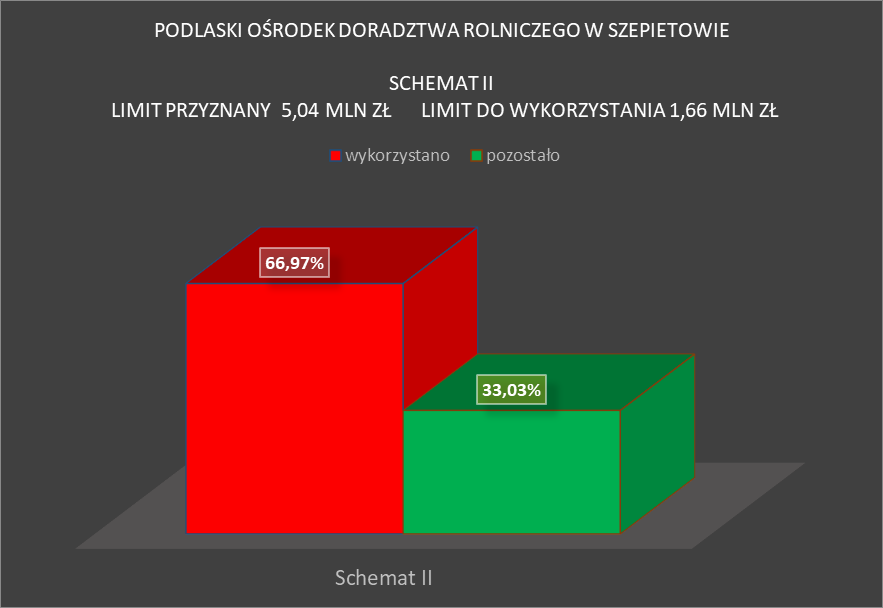 PODLASKI OŚRODEK DORADZTWA ROLNICZEGO W SZEPIETOWIE
SCHEMAT II
LIMIT PRZYZNANY 5,04 MLN ZŁ LIMIT DO WYKORZYSTANIA 1,66 MLN ZŁ
wykorzystano pozostało
66,97%
33,03%
Schemat II